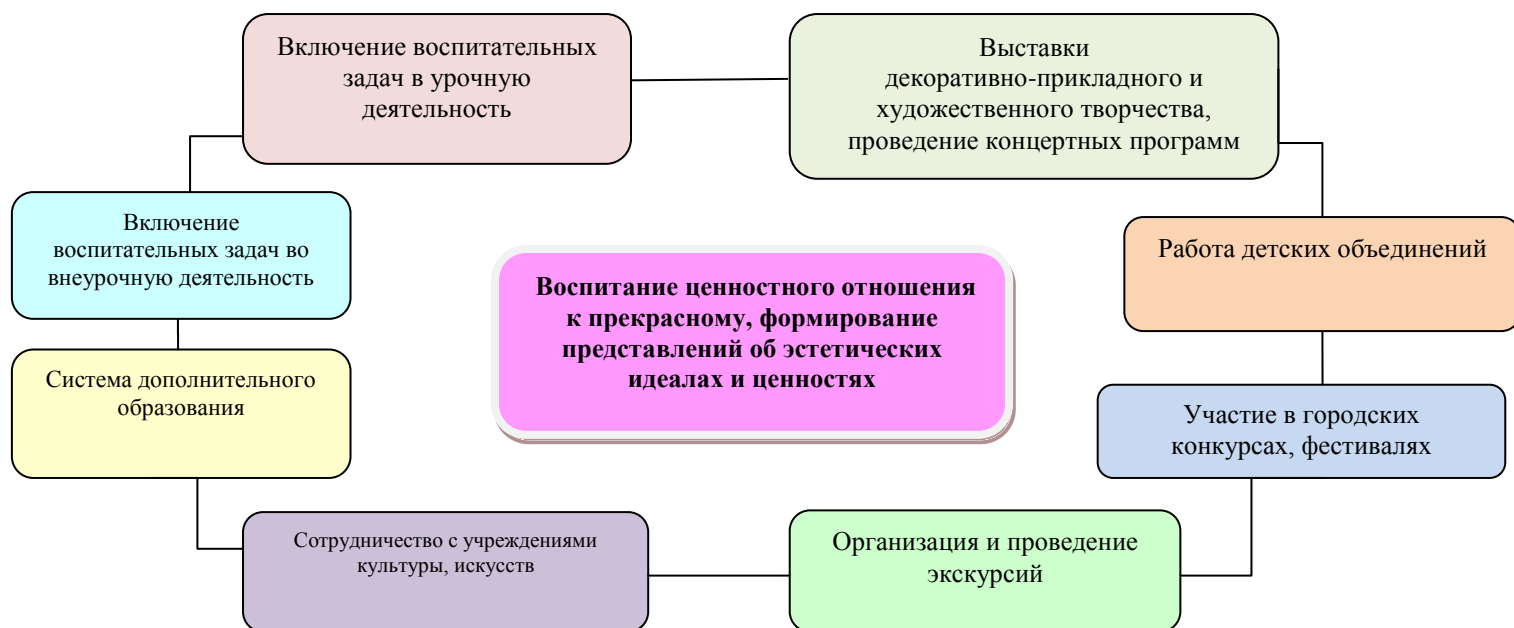 Включение воспитательных
задач в урочную
деятельность
Выставки
декоративно-прикладного и
художественного творчества,
проведение концертных программ
Включение
воспитательных задач во
внеурочную деятельность
Воспитание ценностного отношения
к прекрасному, формирование
представлений об эстетических
идеалах и ценностях
Работа детских объединений
Система дополнительного
образования
Участие в городских
конкурсах, фестивалях
Сотрудничество с учреждениями
культуры, искусств
Организация и проведение
экскурсий